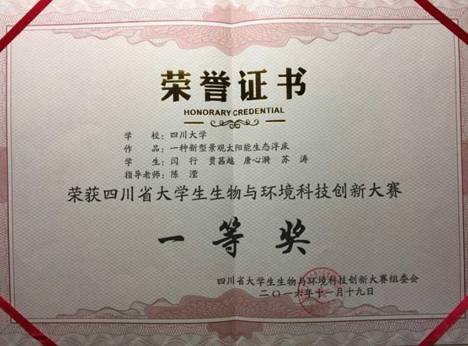 荣誉证书
HONORARY CREDENTIAL
学 校：四川大学
作 品：一种新型景观太阳能生态浮床
学 生：闫 行 贾蕗越 唐心漪 苏 涛
指导老师：陈 滢
荣获四川省大学生生物与环境科技创新大赛
一 等 奖
四川省大学生生物与环境科技创新大赛组委会
二〇一六年十一月十九日